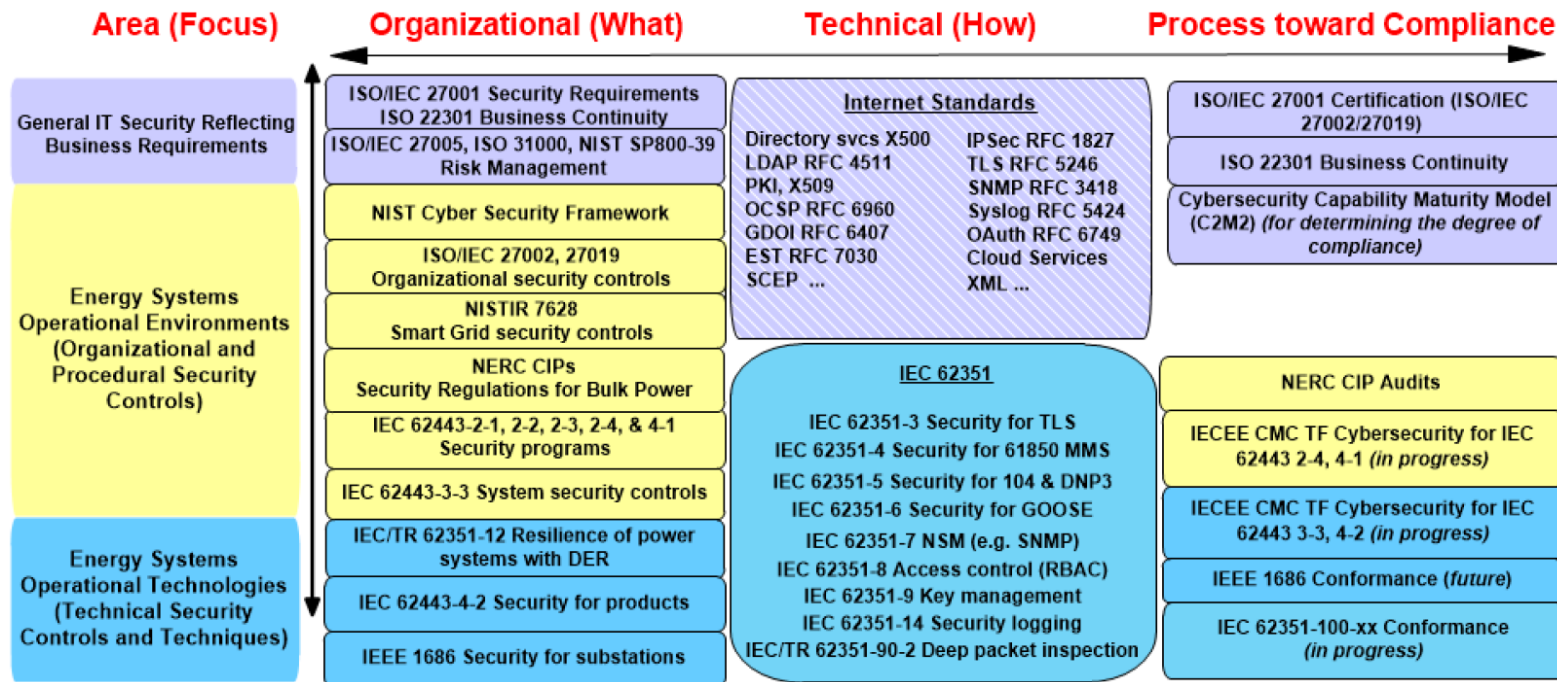 Area (Focus)
Organizational (What)
Technical (How)
Process toward Compliance
General IT Security Reflecting
Business Requirements
Energy Systems
Operational Environments
(Organizational and
Procedural Security
Controls)
Energy Systems
Operational Technologies
(Technical Security
Controls and Techniques)
ISO/IEC 27001 Security Requirements
ISO 22301 Business Continuity
ISO/IEC 27005, ISO 31000, NIST SP800-39
Risk Management
NIST Cyber Security Framework
ISO/IEC 27002, 27019
Organizational security controls
NISTIR 7628
Smart Grid security controls
NERC CIPs
Security Regulations for Bulk Power
IEC 62443-2-1, 2-2, 2-3, 2-4, & 4-1
Security programs
IEC 62443-3-3 System security controls
IEC/TR 62351-12 Resilience of power
systems with DER
IEC 62443-4-2 Security for products
IEEE 1686 Security for substations
Internet Standards
Directory svcs X500
LDAP RFC 4511
PKI, X509
OCSP RFC 6960
GDOI RFC 6407
EST RFC 7030
SCEP ...
IPSec RFC 1827
TLS RFC 5246
SNMP RFC 3418
Syslog RFC 5424
OAuth RFC 6749
Cloud Services
XML ...
IEC 62351
IEC 62351-3 Security for TLS
IEC 62351-4 Security for 61850 MMS
IEC 62351-5 Security for 104 & DNP3
IEC 62351-6 Security for GOOSE
IEC 62351-7 NSM (e.g. SNMP)
IEC 62351-8 Access control (RBAC)
IEC 62351-9 Key management
IEC 62351-14 Security logging
IEC/TR 62351-90-2 Deep packet inspection
ISO/IEC 27001 Certification (ISO/IEC
27002/27019)
ISO 22301 Business Continuity
Cybersecurity Capability Maturity Model
(C2M2) (for determining the degree of
compliance)
NERC CIP Audits
IECEE CMC TF Cybersecurity for IEC
62443 2-4, 4-1 (in progress)
IECEE CMC TF Cybersecurity for IEC
62443 3-3, 4-2 (in progress)
IEEE 1686 Conformance (future)
IEC 62351-100-xx Conformance
(in progress)